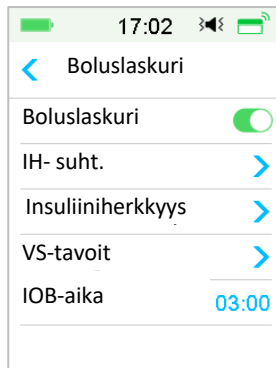 17:02
Boluslaskuri
Boluslaskuri
IH- suht.
Insuliiniherkkyys
VS-tavoit
IOB-aika 03:00